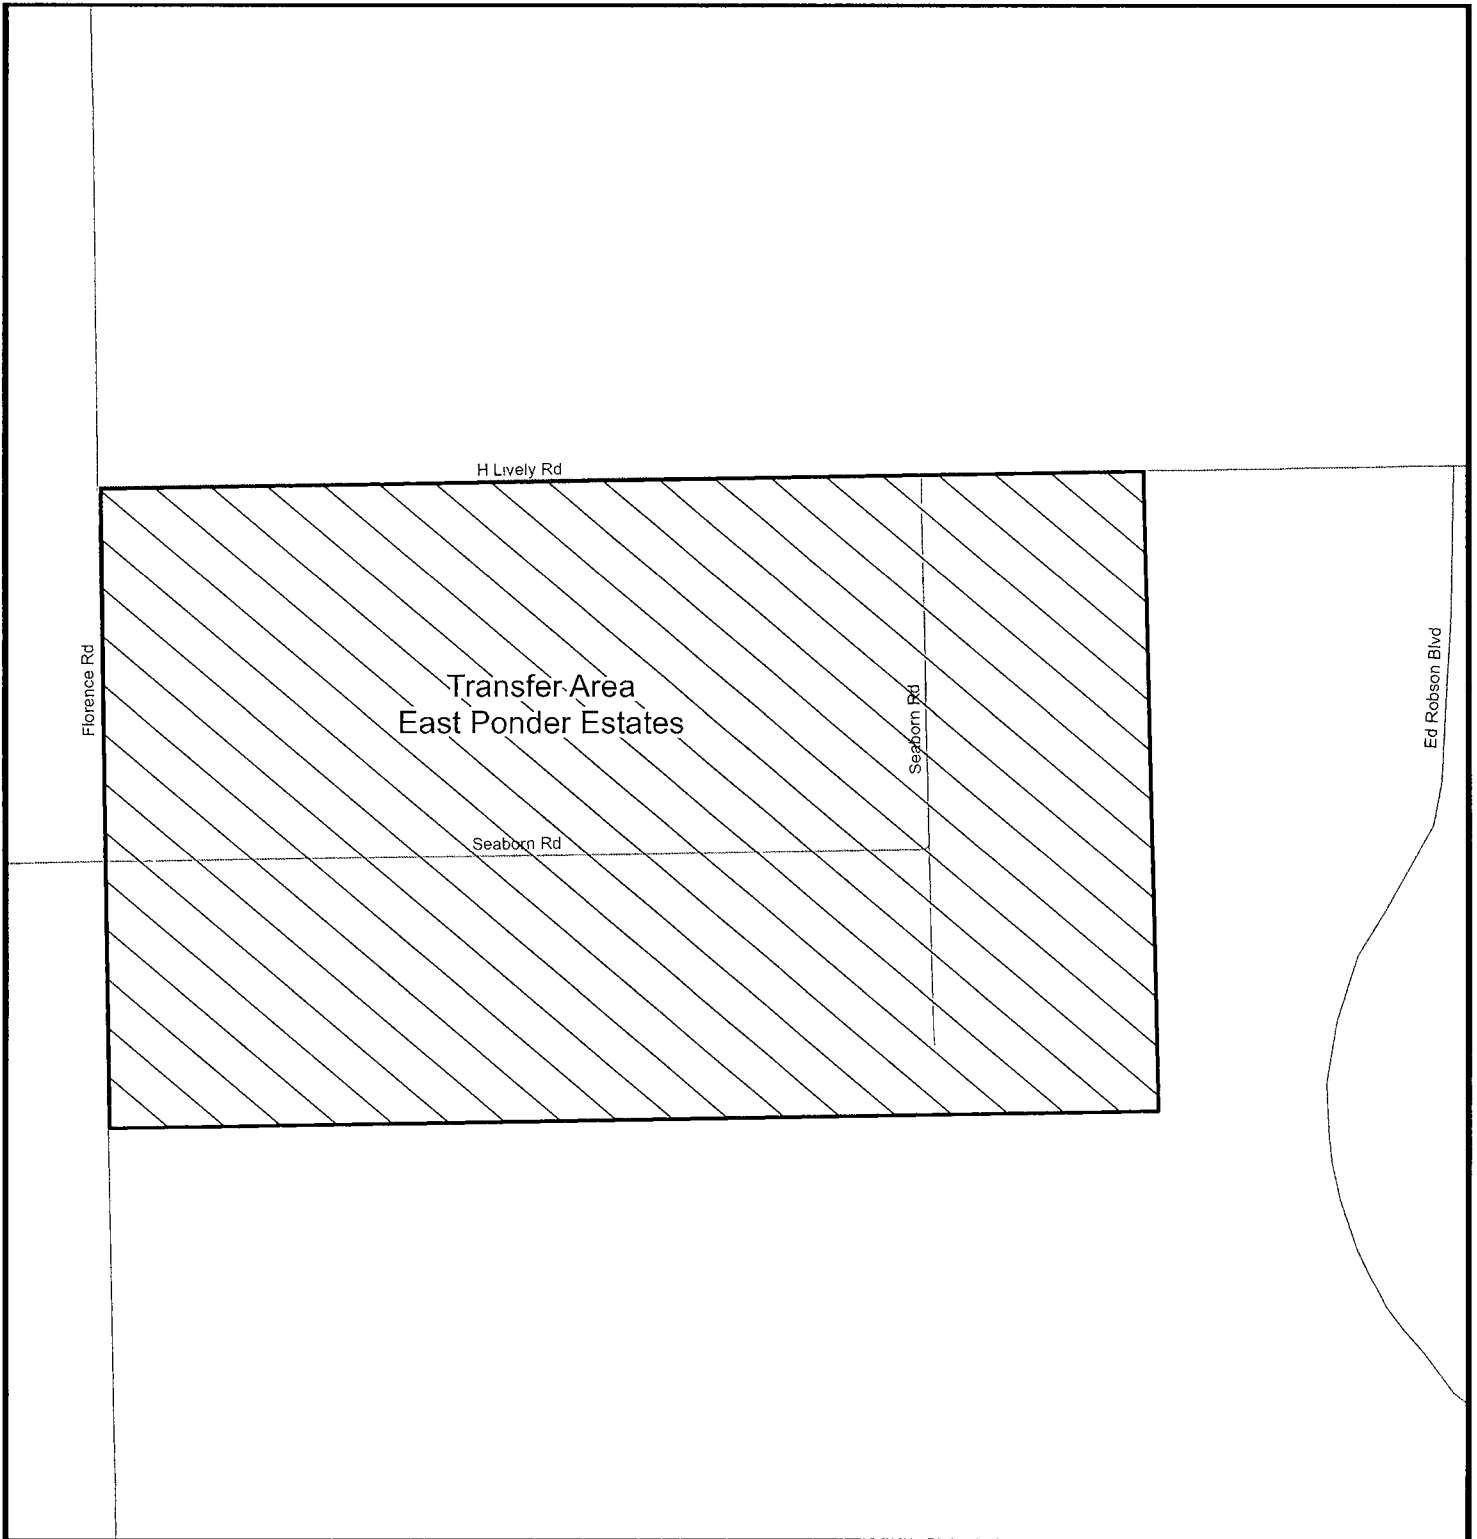 H Lively Rd
Florence Rd
Transfer Area
East Ponder Estates
Seaborn Rd
Ed Robson Blvd
Seaborn Rd